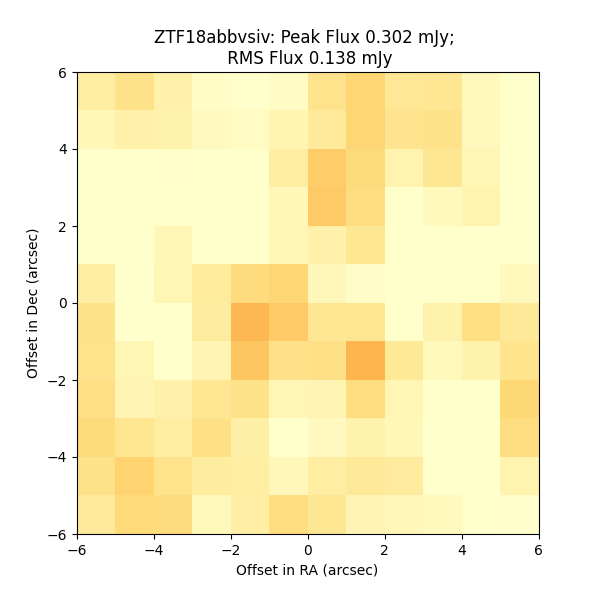 ZTF18abbvsiv: Peak Flux 0.302 mJy;
RMS Flux 0.138 mJy
6
4
2
0
−2
−4
−6
Offset in Dec (arcsec)
−6 −4 −2 0 2 4 6
Offset in RA (arcsec)